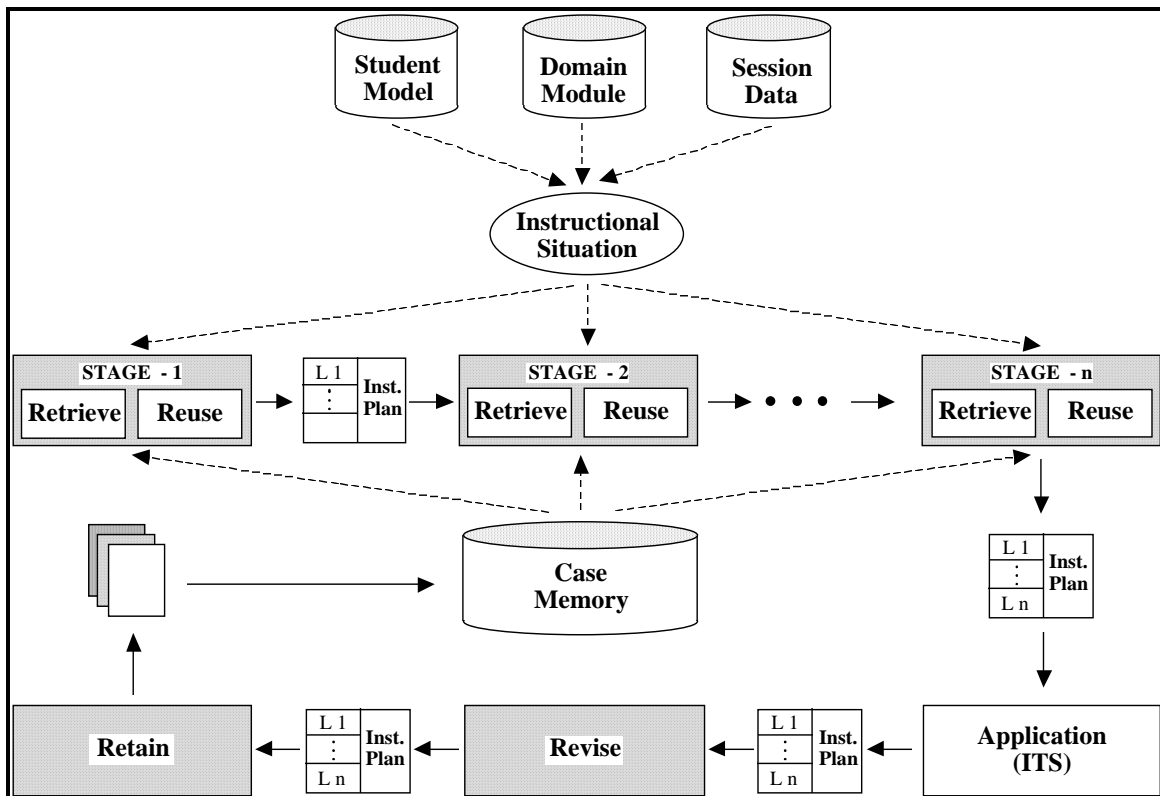 Student
Model
Domain
Module
Session
Data
Instructional
Situation
STAGE - 1
Retrieve
Reuse
L 1
Inst.
Plan
STAGE - 2
Retrieve
Reuse
STAGE - n
Retrieve
Reuse
Case
Memory
L 1
L n
Inst.
Plan
Retain
L 1
L n
Inst.
Plan
Revise
L 1
L n
Inst.
Plan
Application
(ITS)